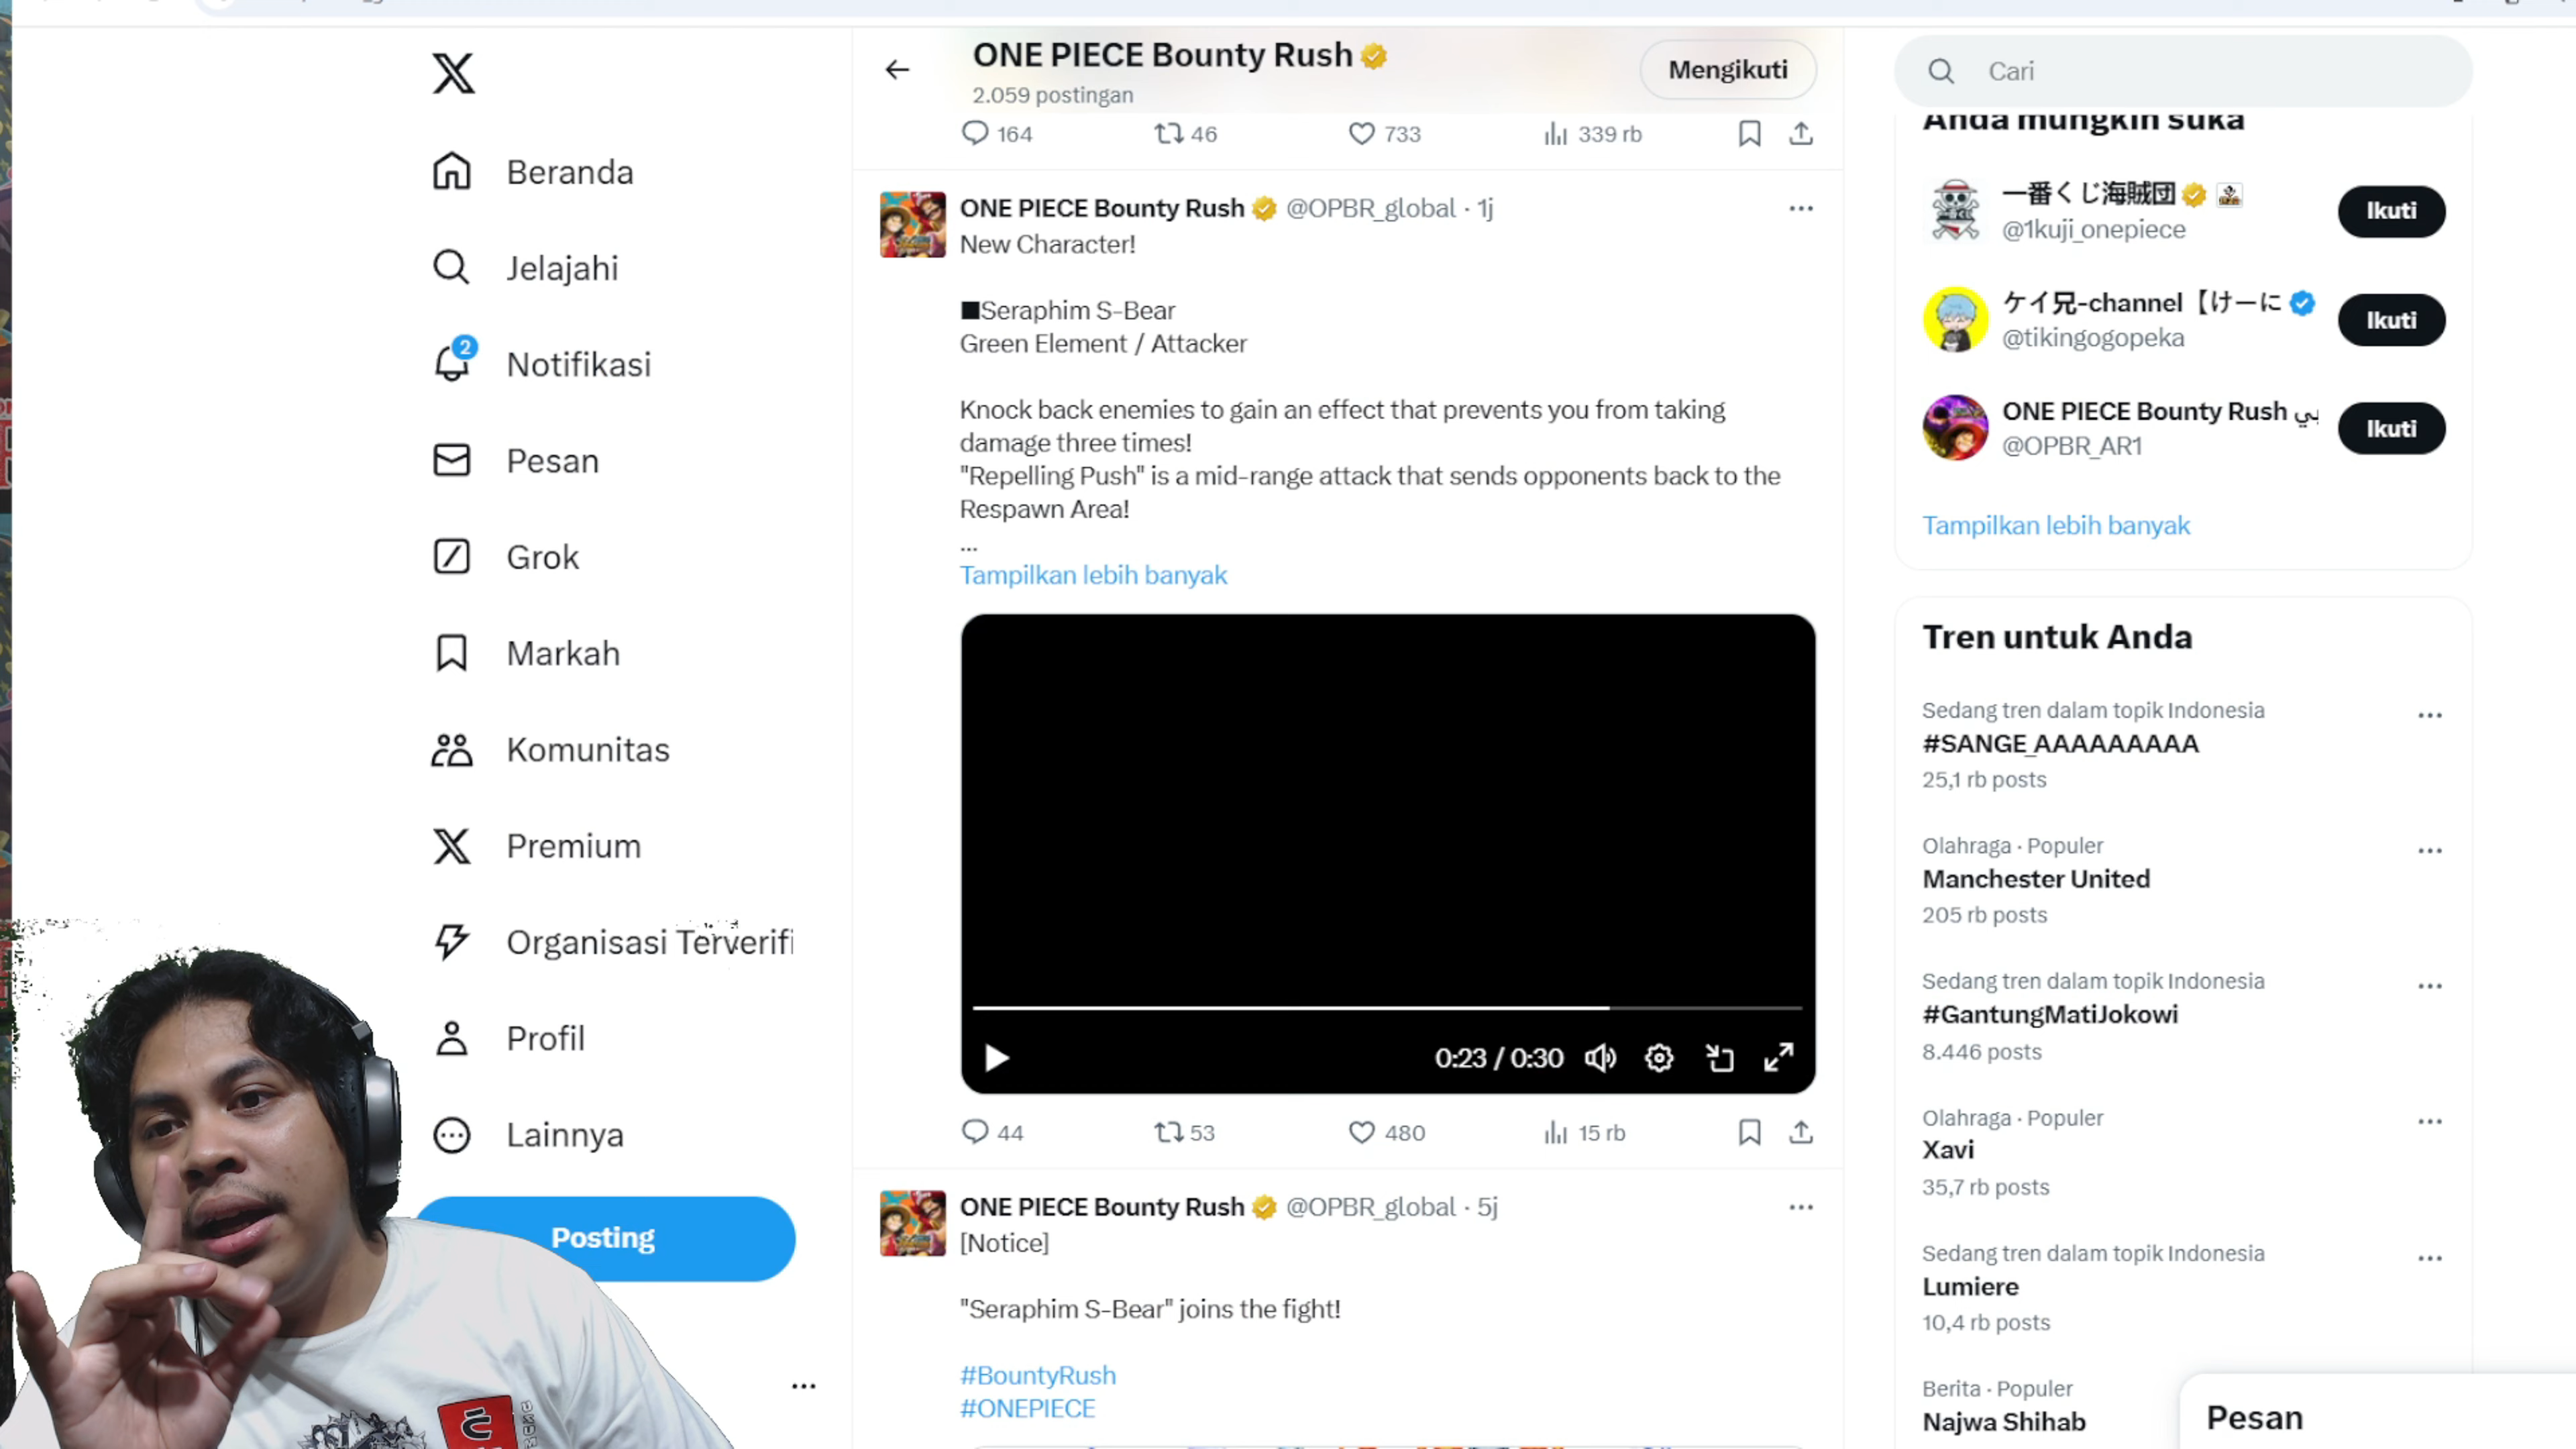 Beranda
Jelajahi
2
Notifikasi
Pesan
Grok
Markah
Komunitas
Premium
Organisasi Terverifi
Profil
Lainnya
Posting
ONE PIECE Bounty Rush
2.059 postingan
Mengikuti
164 46 733 339 rb
ONE PIECE Bounty Rush @OPBR_global · 1j
New Character!
■Seraphim S-Bear
Green Element / Attacker
Knock back enemies to gain an effect that prevents you from taking
damage three times!
"Repelling Push" is a mid-range attack that sends opponents back to the
Respawn Area!
...
Tampilkan lebih banyak
0:23 / 0:30
44 53 480 15 rb
ONE PIECE Bounty Rush @OPBR_global · 5j
[Notice]
"Seraphim S-Bear" joins the fight!
#BountyRush
#ONEPIECE
Cari
Anda mungkin suka
一番くじ海賊団
@1kuji_onepiece
Ikuti
ケイ兄-channel【けーに
@tikingogopeka
Ikuti
ONE PIECE Bounty Rush بي
@OPBR_AR1
Ikuti
Tampilkan lebih banyak
Tren untuk Anda
Sedang tren dalam topik Indonesia
#SANGE_AAAAAAAAA
25,1 rb posts
Olahraga · Populer
Manchester United
205 rb posts
Sedang tren dalam topik Indonesia
#GantungMatiJokowi
8.446 posts
Olahraga · Populer
Xavi
35,7 rb posts
Sedang tren dalam topik Indonesia
Lumiere
10,4 rb posts
Berita · Populer
Najwa Shihab
Pesan